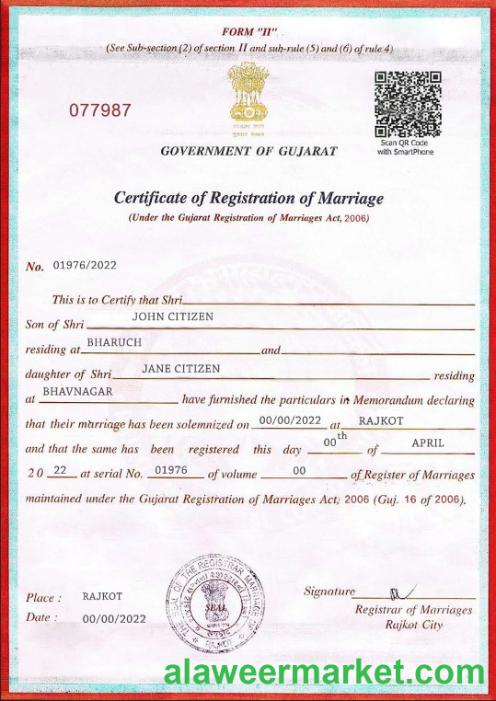 FORM "II"
(See Sub-section (2) of section II and sub-rule (5) and (6) of rule 4)
077987
Scan QR Code
with SmartPhone
GOVERNMENT OF GUJARAT
Certificate of Registration of Marriage
(Under the Gujarat Registration of Marriages Act, 2006)
No. 01976/2022
This is to Certify that Shri
Son of Shri JOHN CITIZEN
residing at BHARUCH and
daughter of Shri JANE CITIZEN residing
at BHAVNAGAR have furnished the particulars in Memorandum declaring
that their marriage has been solemnized on 00/00/2022 at RAJKOT
and that the same has been registered this day 00th of APRIL
20 22 at serial No. 01976 of volume 00 of Register of Marriages
maintained under the Gujarat Registration of Marriages Act, 2006 (Guj. 16 of 2006).
Place : RAJKOT
Date : 00/00/2022
THE SEAL OF THE REGISTRAR MARRIAGE OF
SEAL
RAJKOT
Signature
Registrar of Marriages
Rajkot City
alaweermarket.com